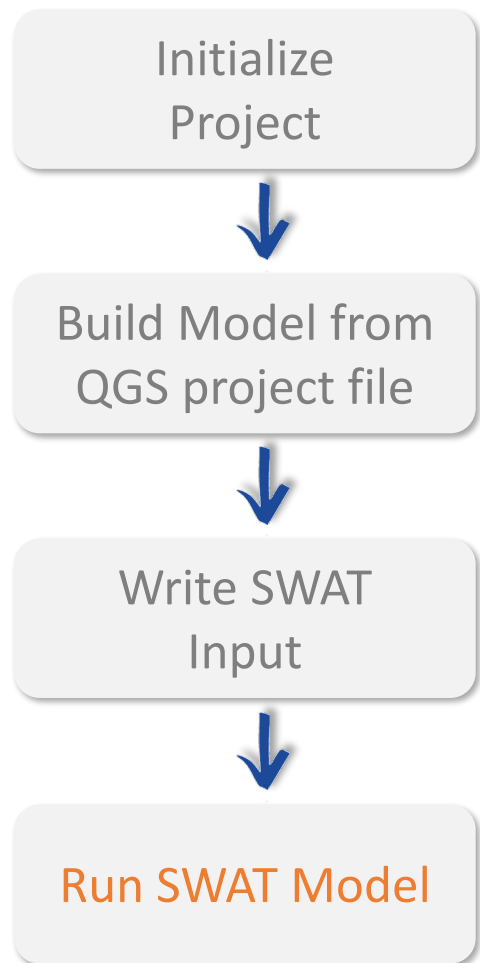 Initialize
Project
Build Model from
QGS project file
Write SWAT
Input
Run SWAT Model